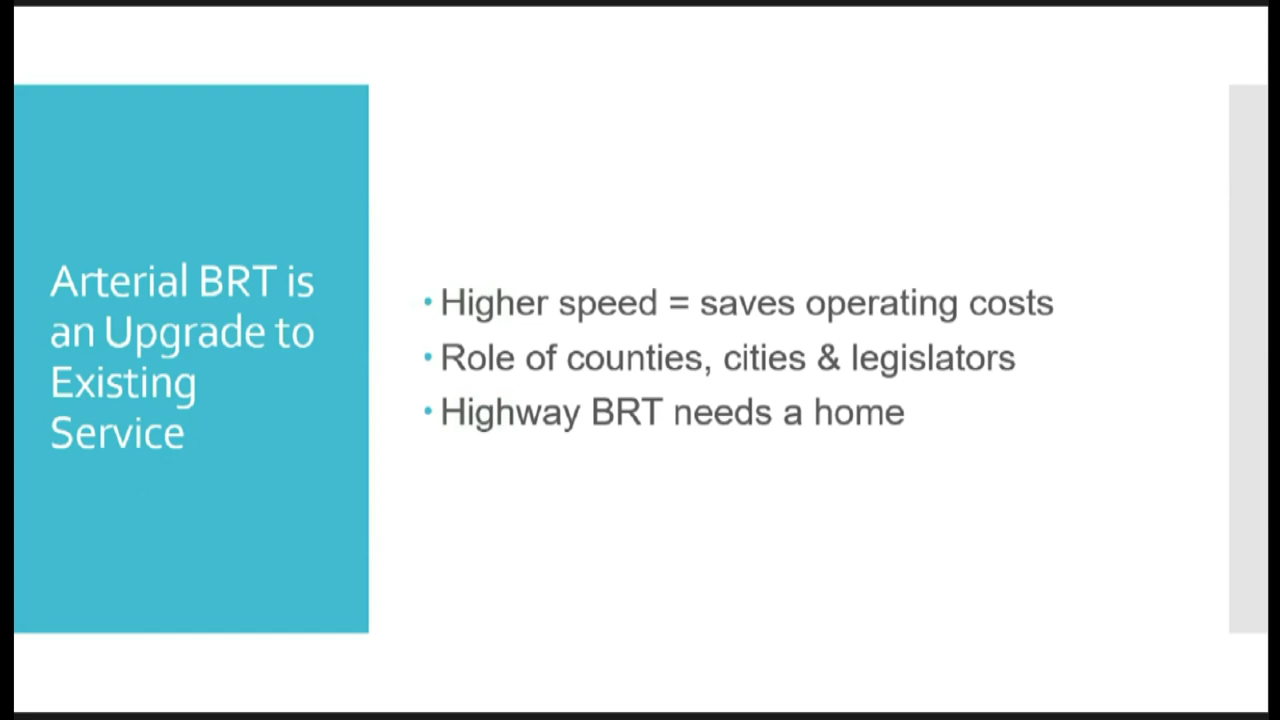 Arterial BRT is
an Upgrade to
Existing
Service
• Higher speed = saves operating costs
• Role of counties, cities & legislators
• Highway BRT needs a home